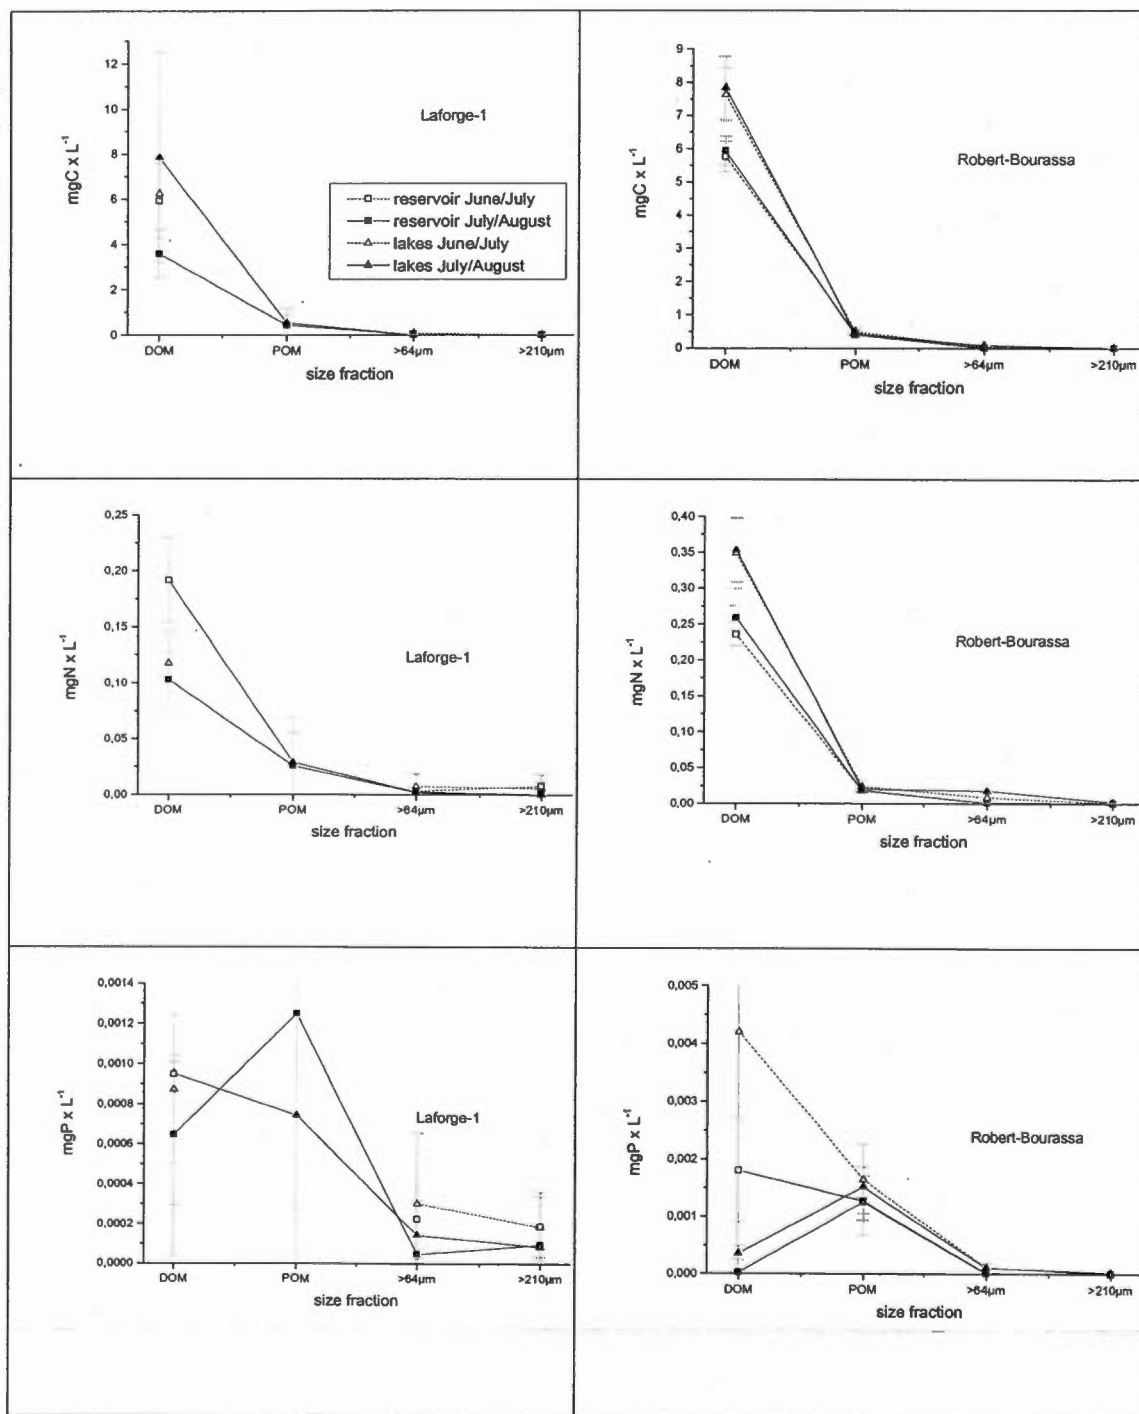 mgC x L⁻¹
12
10
8
6
4
2
0
Laforge-1
reservoir June/July
reservoir July/August
lakes June/July
lakes July/August
DOM POM >64µm >210µm
size fraction
mgC x L⁻¹
9
8
7
6
5
4
3
2
1
0
Robert-Bourassa
DOM POM >64µm >210µm
size fraction
mgN x L⁻¹
0,25
0,20
0,15
0,10
0,05
0,00
Laforge-1
DOM POM >64µm >210µm
size fraction
mgN x L⁻¹
0,40
0,35
0,30
0,25
0,20
0,15
0,10
0,05
0,00
Robert-Bourassa
DOM POM >64µm >210µm
size fraction
mgP x L⁻¹
0,0014
0,0012
0,0010
0,0008
0,0006
0,0004
0,0002
0,0000
Laforge-1
DOM POM >64µm >210µm
size fraction
mgP x L⁻¹
0,005
0,004
0,003
0,002
0,001
0,000
Robert-Bourassa
DOM POM >64µm >210µm
size fraction